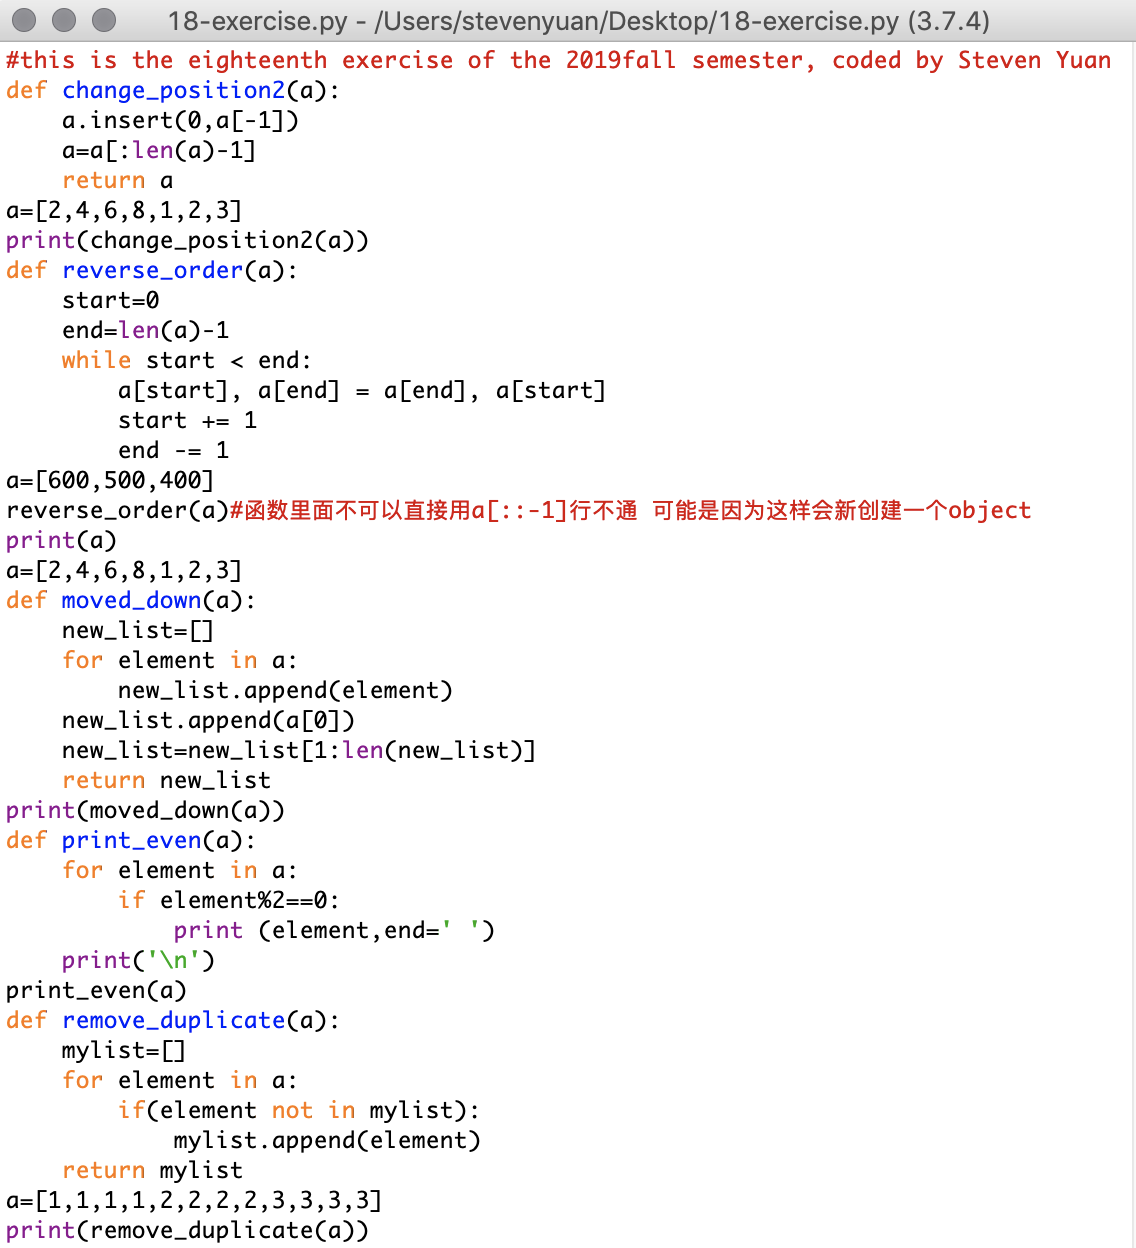 18-exercise.py - /Users/stevenyuan/Desktop/18-exercise.py (3.7.4)
#this is the eighteenth exercise of the 2019fall semester, coded by Steven Yuan
def change_position2(a):
    a.insert(0,a[-1])
    a=a[:len(a)-1]
    return a
a=[2,4,6,8,1,2,3]
print(change_position2(a))
def reverse_order(a):
    start=0
    end=len(a)-1
    while start < end:
        a[start], a[end] = a[end], a[start]
        start += 1
        end -= 1
a=[600,500,400]
reverse_order(a)#函数里面不可以直接用a[::-1]行不通 可能是因为这样会新创建一个object
print(a)
a=[2,4,6,8,1,2,3]
def moved_down(a):
    new_list=[]
    for element in a:
        new_list.append(element)
    new_list.append(a[0])
    new_list=new_list[1:len(new_list)]
    return new_list
print(moved_down(a))
def print_even(a):
    for element in a:
        if element%2==0:
            print (element,end=' ')
    print('\n')
print_even(a)
def remove_duplicate(a):
    mylist=[]
    for element in a:
        if(element not in mylist):
            mylist.append(element)
    return mylist
a=[1,1,1,1,2,2,2,2,3,3,3,3]
print(remove_duplicate(a))